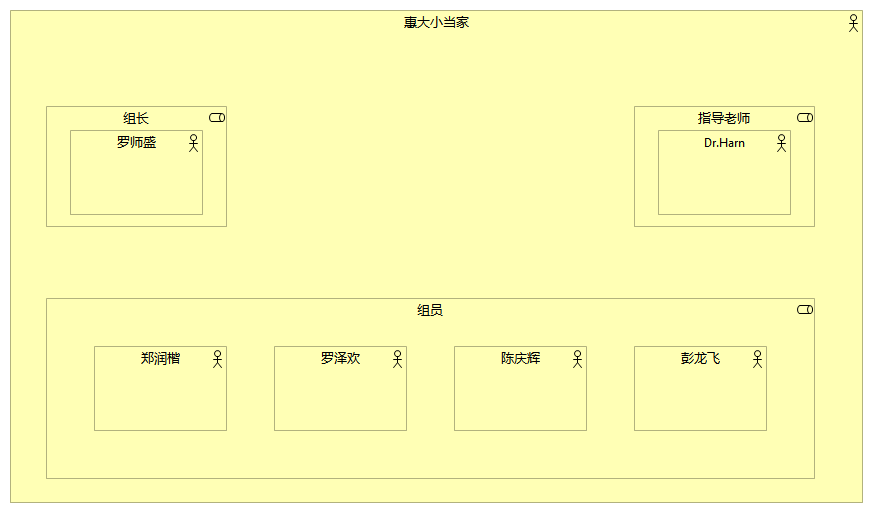 惠大小当家
组长
指导老师
罗师盛
Dr.Harn
组员
郑润楷
罗泽欢
陈庆辉
彭龙飞